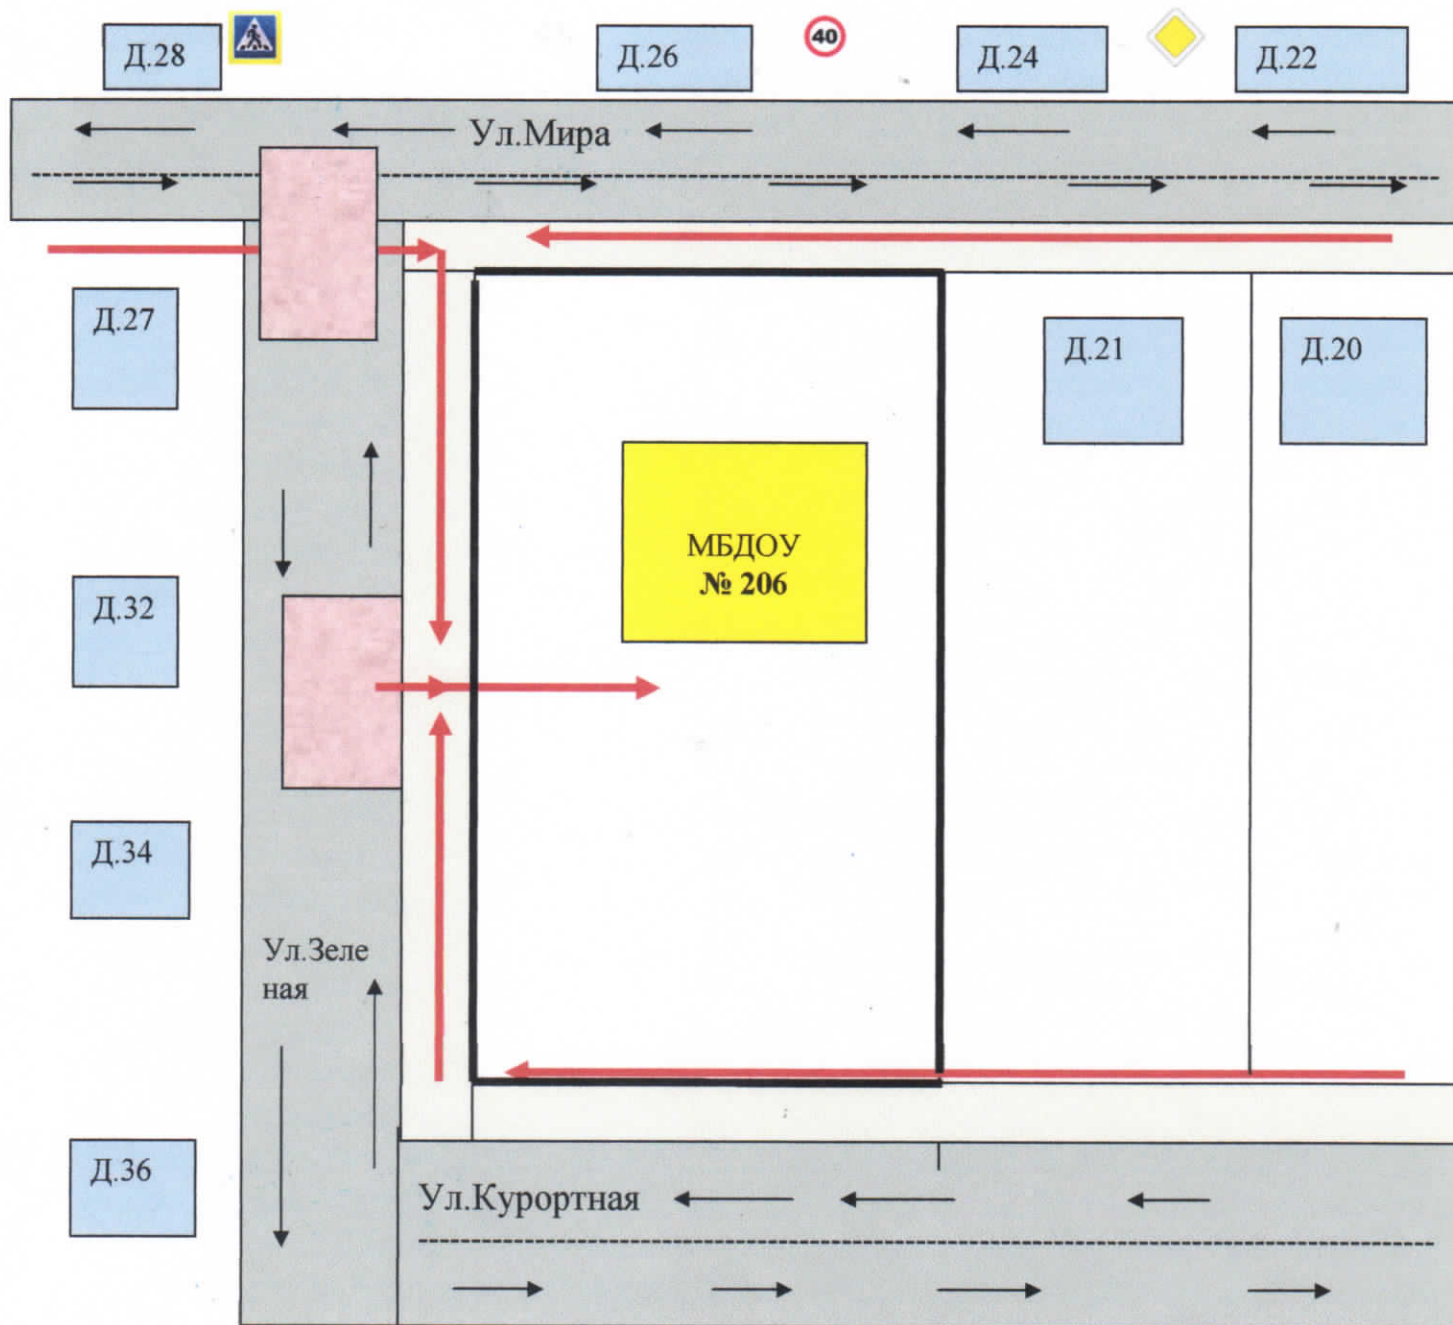 Д.28
Д.26
40
Д.24
Д.22
Ул.Мира
Д.27
Д.21
Д.20
МБДОУ
№ 206
Д.32
Д.34
Ул.Зеле
ная
Д.36
Ул.Курортная